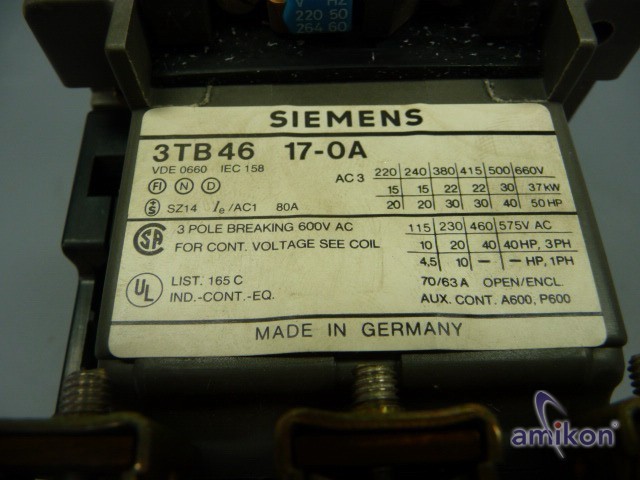 V HZ
220 50
264 60
SIEMENS
3TB46 17-0A
VDE 0660 IEC 158
FI N D
S
SZ14 Ie/AC1 80A
AC3 220 240 380 415 500 660V
15 15 22 22 30 37kW
20 20 30 30 40 50 HP
SA
3 POLE BREAKING 600V AC
FOR CONT. VOLTAGE SEE COIL
115 230 460 575V AC
10 20 40 40HP, 3PH
4,5 10 — —HP, 1PH
UL
LIST. 165 C
IND.-CONT.-EQ.
70/63 A OPEN/ENCL.
AUX. CONT. A600, P600
MADE IN GERMANY
amikon